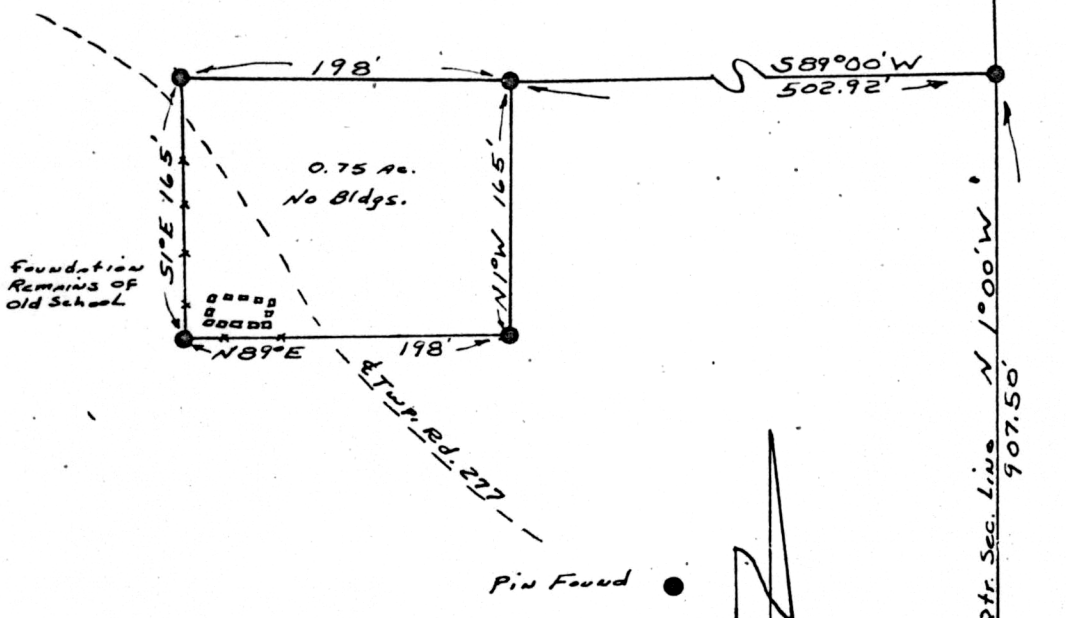 198'
S89°00'W
502.92'
S1°E 165'
0.75 Ac.
No Bldgs.
N1°W 165'
Foundation
Remains of
Old School
N89°E 198'
℄ Twp. Rd. 277
Pin Found
N 1°00'W
907.50'
Qtr. Sec. Line